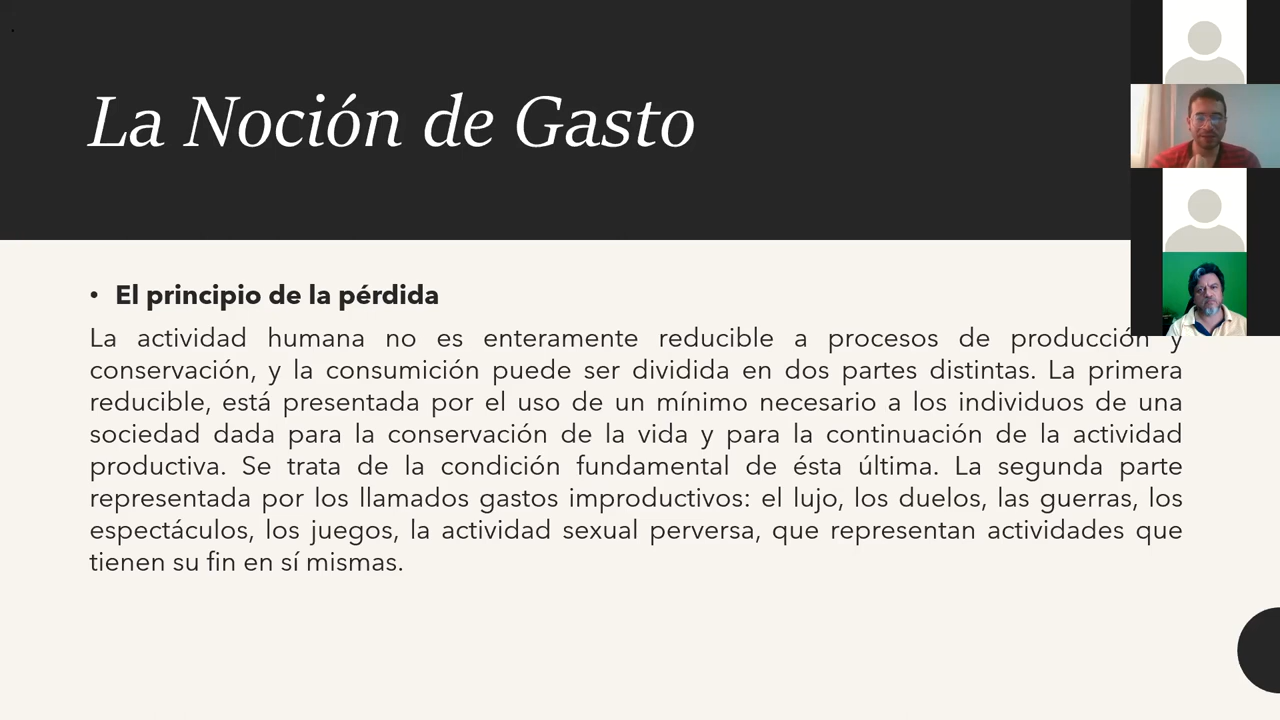 La Noción de Gasto
• El principio de la pérdida
La actividad humana no es enteramente reducible a procesos de producción y
conservación, y la consumición puede ser dividida en dos partes distintas. La primera
reducible, está presentada por el uso de un mínimo necesario a los individuos de una
sociedad dada para la conservación de la vida y para la continuación de la actividad
productiva. Se trata de la condición fundamental de ésta última. La segunda parte
representada por los llamados gastos improductivos: el lujo, los duelos, las guerras, los
espectáculos, los juegos, la actividad sexual perversa, que representan actividades que
tienen su fin en sí mismas.